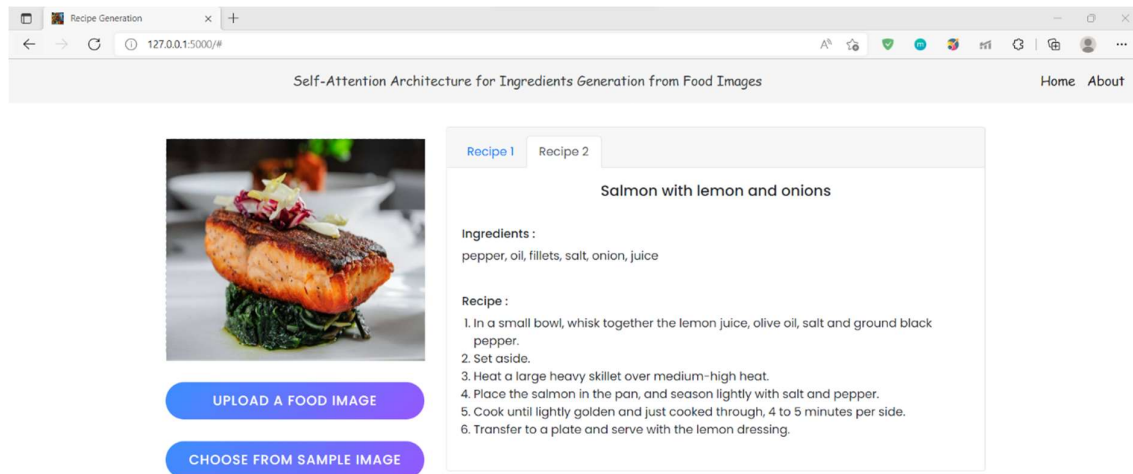 Recipe Generation
127.0.0.1:5000/#
Self-Attention Architecture for Ingredients Generation from Food Images
Home About
Recipe 1 Recipe 2
Salmon with lemon and onions
Ingredients :
pepper, oil, fillets, salt, onion, juice
Recipe :
1. In a small bowl, whisk together the lemon juice, olive oil, salt and ground black
pepper.
2. Set aside.
3. Heat a large heavy skillet over medium-high heat.
4. Place the salmon in the pan, and season lightly with salt and pepper.
5. Cook until lightly golden and just cooked through, 4 to 5 minutes per side.
6. Transfer to a plate and serve with the lemon dressing.
UPLOAD A FOOD IMAGE
CHOOSE FROM SAMPLE IMAGE